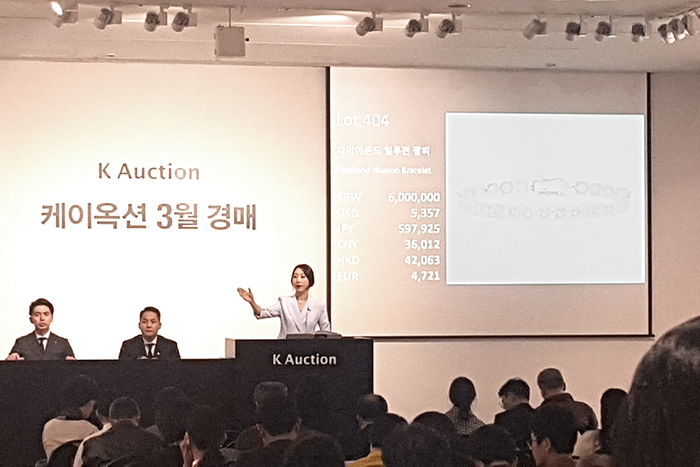 K Auction
케이옥션 3월 경매
Lot 404
다이아몬드 일루젼 팔찌
Diamond Illusion Bracelet
KRW 6,000,000
USD 5,357
JPY 597,925
CNY 36,012
HKD 42,063
EUR 4,721
K Auction